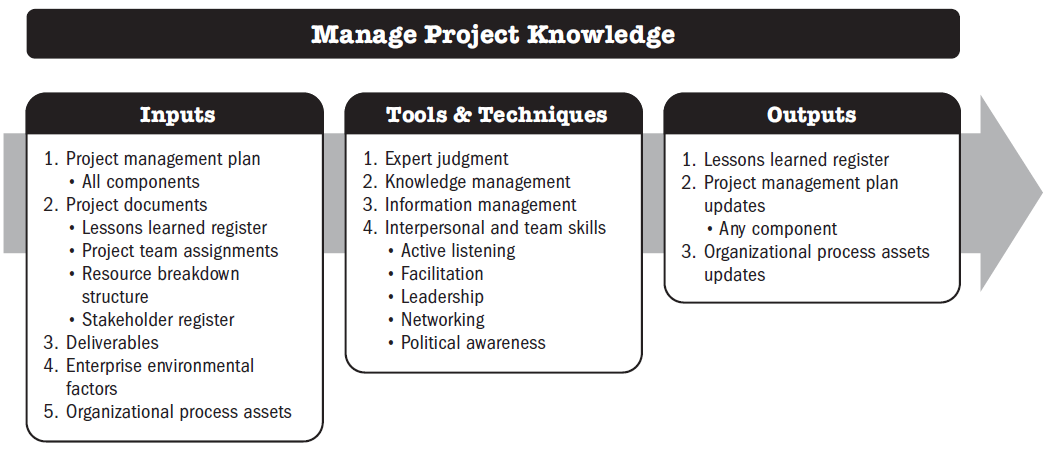 Manage Project Knowledge
Inputs
1. Project management plan
• All components
2. Project documents
• Lessons learned register
• Project team assignments
• Resource breakdown
structure
• Stakeholder register
3. Deliverables
4. Enterprise environmental
factors
5. Organizational process assets
Tools & Techniques
1. Expert judgment
2. Knowledge management
3. Information management
4. Interpersonal and team skills
• Active listening
• Facilitation
• Leadership
• Networking
• Political awareness
Outputs
1. Lessons learned register
2. Project management plan
updates
• Any component
3. Organizational process assets
updates